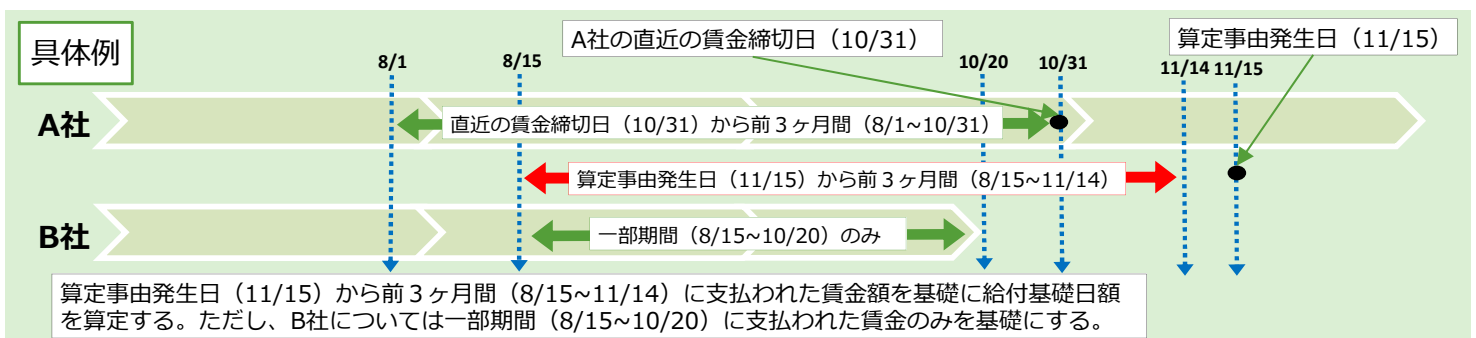 具体例
A社の直近の賃金締切日（10/31）
算定事由発生日（11/15）
8/1
8/15
10/20
10/31
11/14
11/15
A社
直近の賃金締切日（10/31）から前３ヶ月間（8/1~10/31）
算定事由発生日（11/15）から前３ヶ月間（8/15~11/14）
B社
一部期間（8/15~10/20）のみ
算定事由発生日（11/15）から前３ヶ月間（8/15~11/14）に支払われた賃金額を基礎に給付基礎日額
を算定する。ただし、B社については一部期間（8/15~10/20）に支払われた賃金のみを基礎にする。